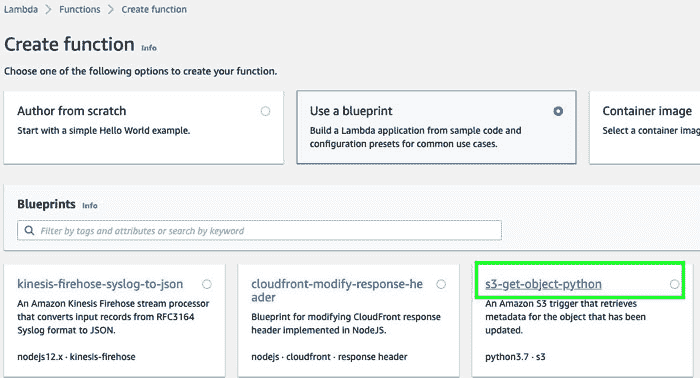 Lambda > Functions > Create function
Create function Info
Choose one of the following options to create your function.
Author from scratch
Start with a simple Hello World example.
Use a blueprint
Build a Lambda application from sample code and
configuration presets for common use cases.
Container image
Select a container imag
Blueprints Info
Filter by tags and attributes or search by keyword
kinesis-firehose-syslog-to-json
An Amazon Kinesis Firehose stream processor
that converts input records from RFC3164
Syslog format to JSON.
nodejs12.x · kinesis-firehose
cloudfront-modify-response-he
ader
Blueprint for modifying CloudFront response
header implemented in NodeJS.
nodejs · cloudfront · response header
s3-get-object-python
An Amazon S3 trigger that retrieves
metadata for the object that has been
updated.
python3.7 · s3